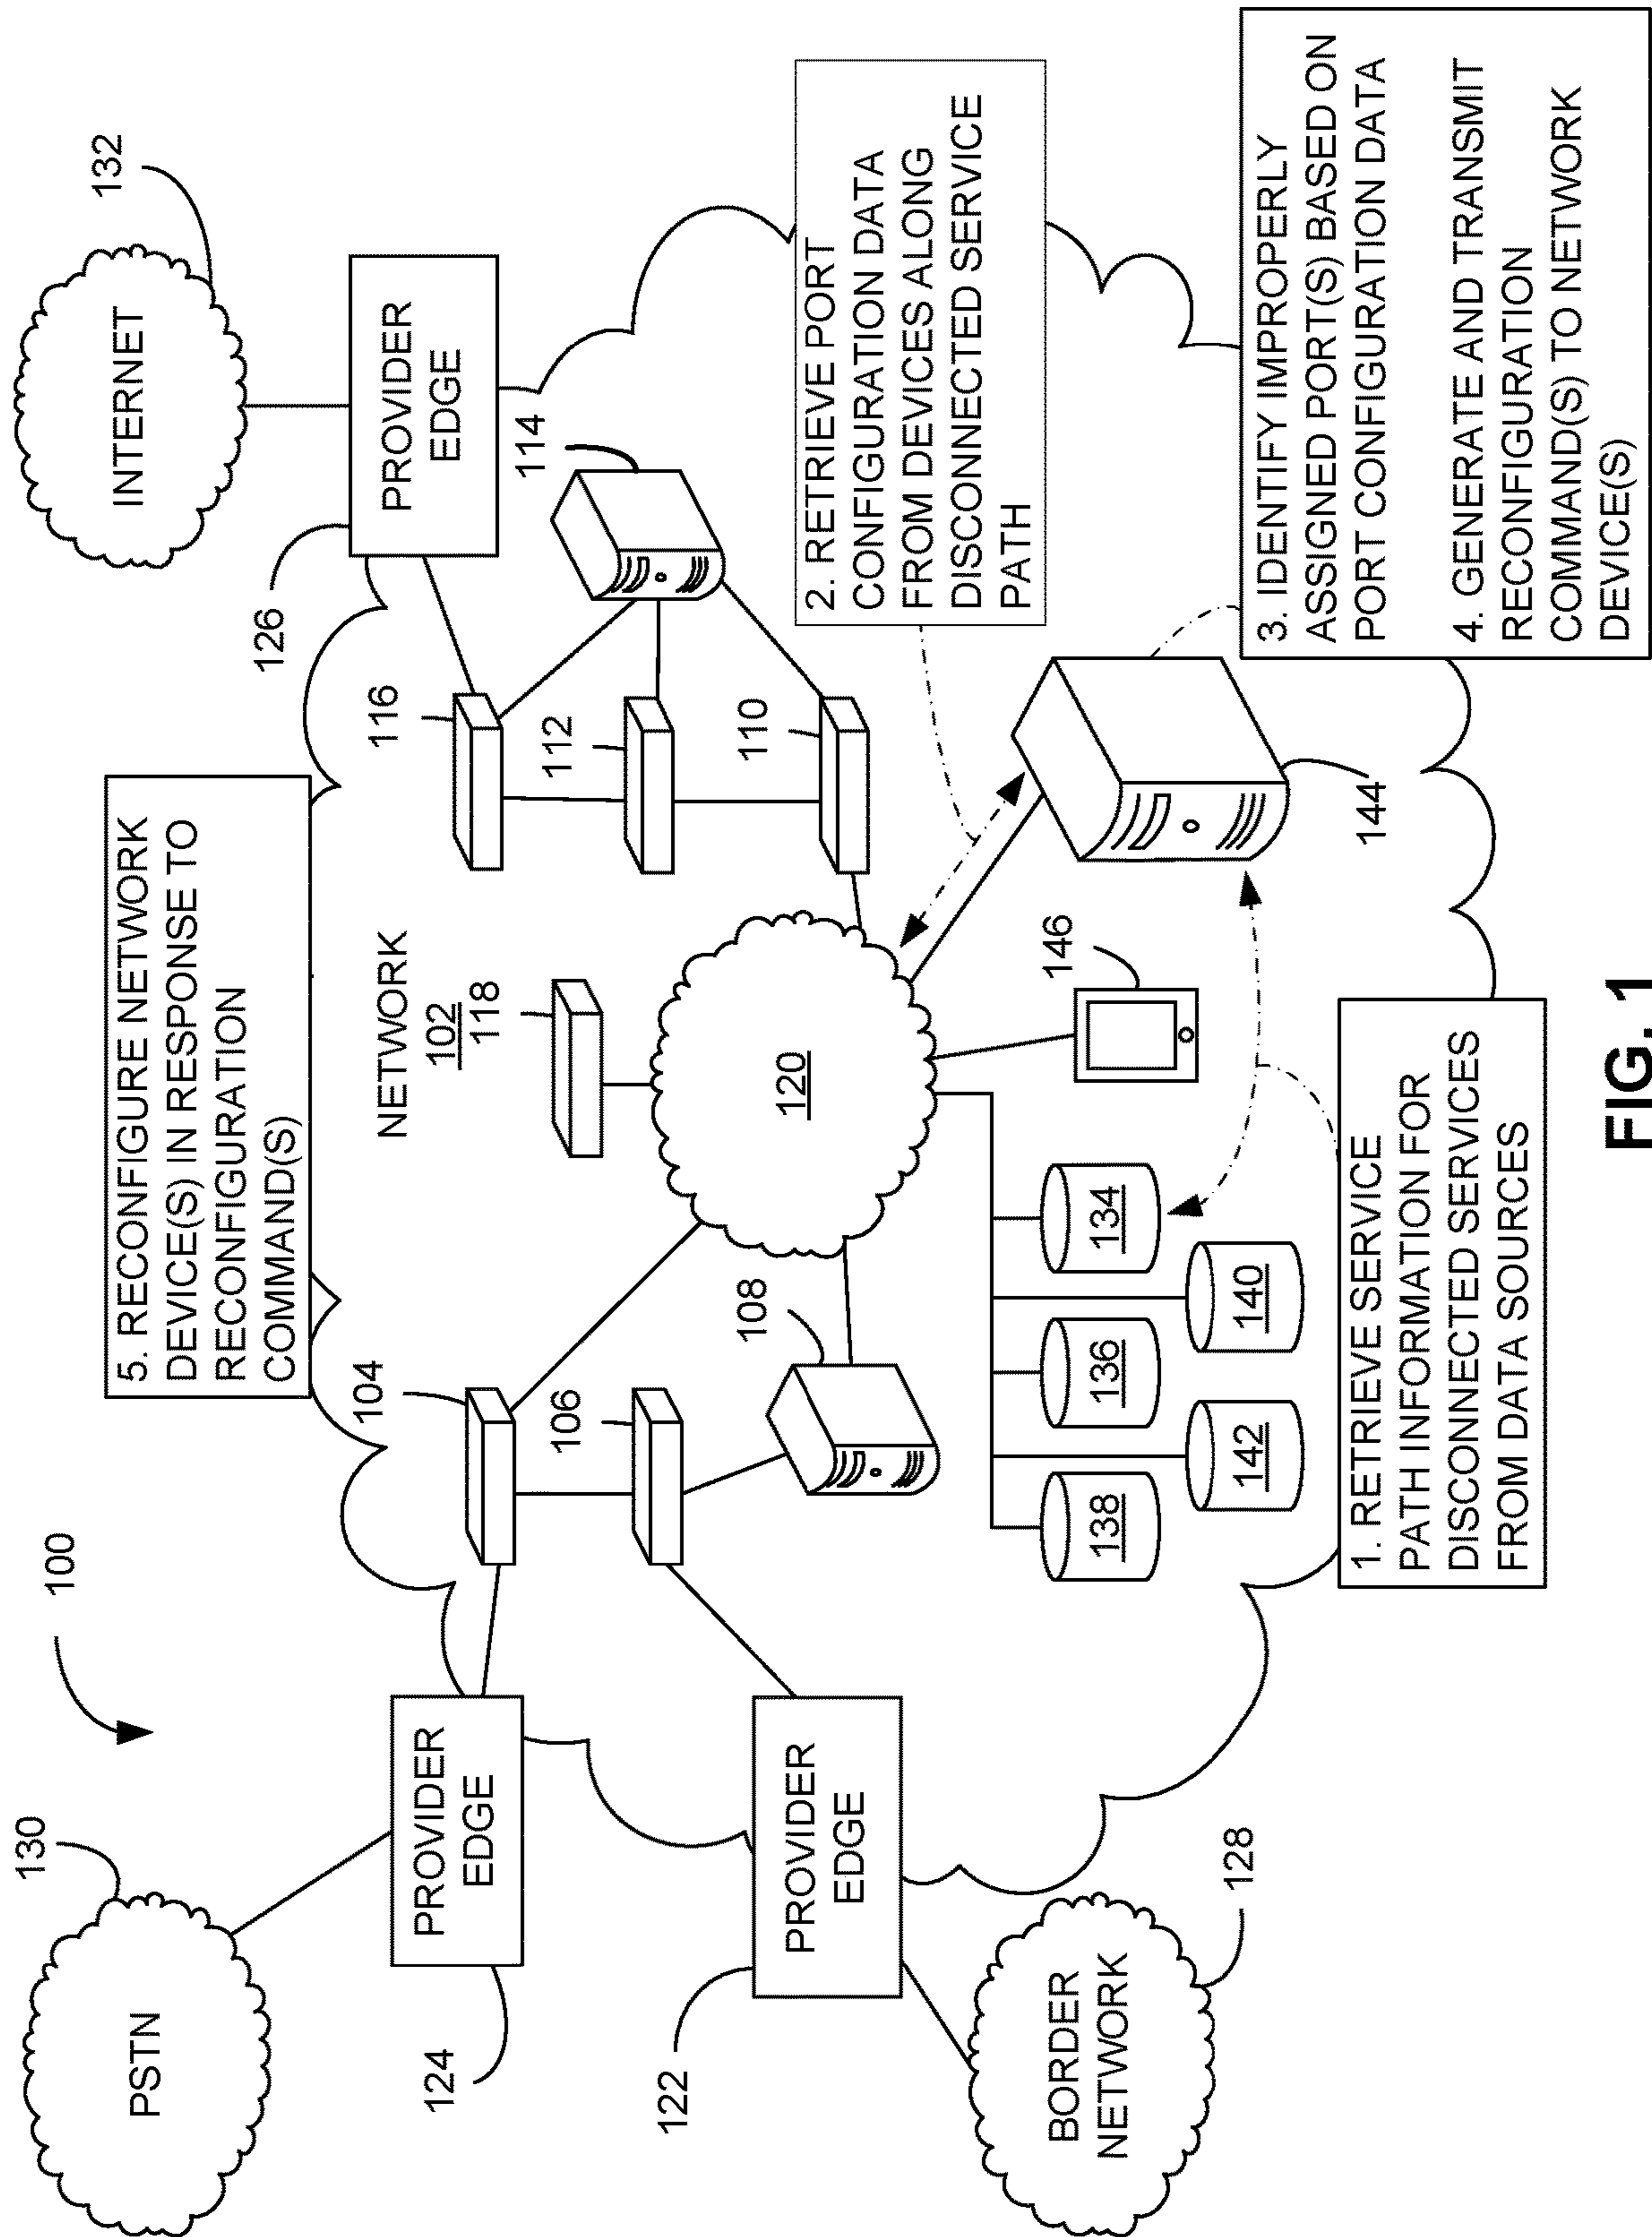 100
PSTN
130
PROVIDER
EDGE
124
5. RECONFIGURE NETWORK
DEVICE(S) IN RESPONSE TO
RECONFIGURATION
COMMAND(S)
INTERNET
132
PROVIDER
EDGE
126
NETWORK
102
104
106
108
118
116
112
110
114
120
PROVIDER
EDGE
122
BORDER
NETWORK
128
134
136
138
140
142
146
144
2. RETRIEVE PORT
CONFIGURATION DATA
FROM DEVICES ALONG
DISCONNECTED SERVICE
PATH
1. RETRIEVE SERVICE
PATH INFORMATION FOR
DISCONNECTED SERVICES
FROM DATA SOURCES
3. IDENTIFY IMPROPERLY
ASSIGNED PORT(S) BASED ON
PORT CONFIGURATION DATA
4. GENERATE AND TRANSMIT
RECONFIGURATION
COMMAND(S) TO NETWORK
DEVICE(S)
FIG. 1